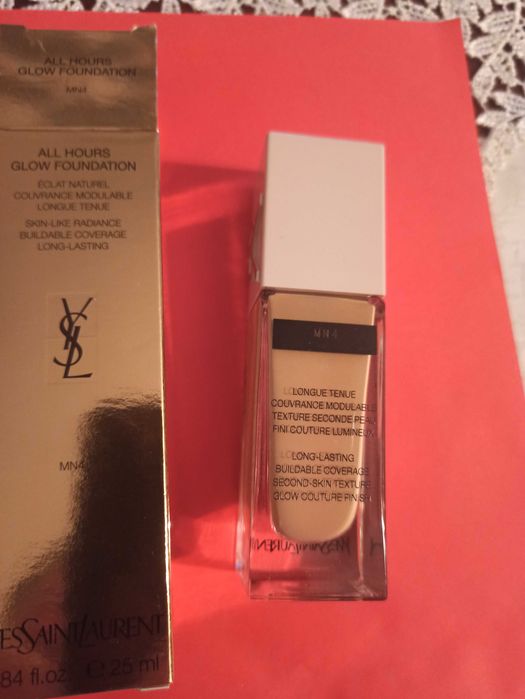 ALL HOURS
GLOW FOUNDATION
MN4
ALL HOURS
GLOW FOUNDATION
ÉCLAT NATUREL
COUVRANCE MODULABLE
LONGUE TENUE
SKIN-LIKE RADIANCE
BUILDABLE COVERAGE
LONG-LASTING
YSL
MN4
ESSAINTLAURENT
84 fl.oz. e 25 ml
MN4
LONGUE TENUE
COUVRANCE MODULABLE
TEXTURE SECONDE PEAU
FINI COUTURE LUMINEUX
LONG-LASTING
BUILDABLE COVERAGE
SECOND-SKIN TEXTURE
GLOW COUTURE FINISH
YVESSAINTLAURENT